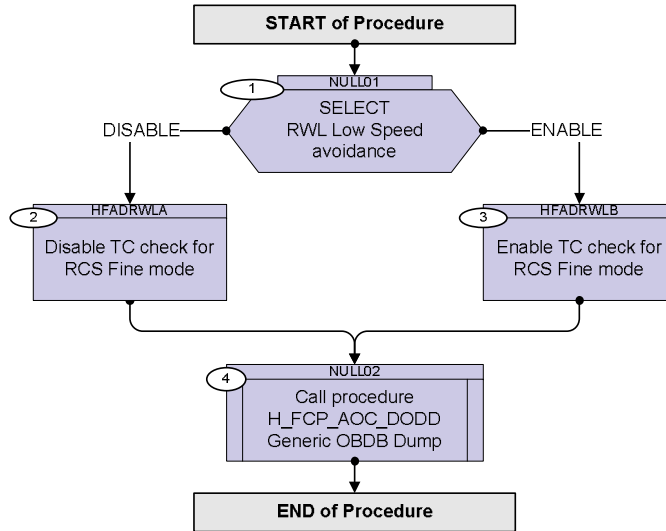 START of Procedure
NULL01
1
SELECT
RWL Low Speed
avoidance
DISABLE
ENABLE
HFADRWLA
2
Disable TC check for
RCS Fine mode
HFADRWLB
3
Enable TC check for
RCS Fine mode
NULL02
4
Call procedure
H_FCP_AOC_DODD
Generic OBDB Dump
END of Procedure